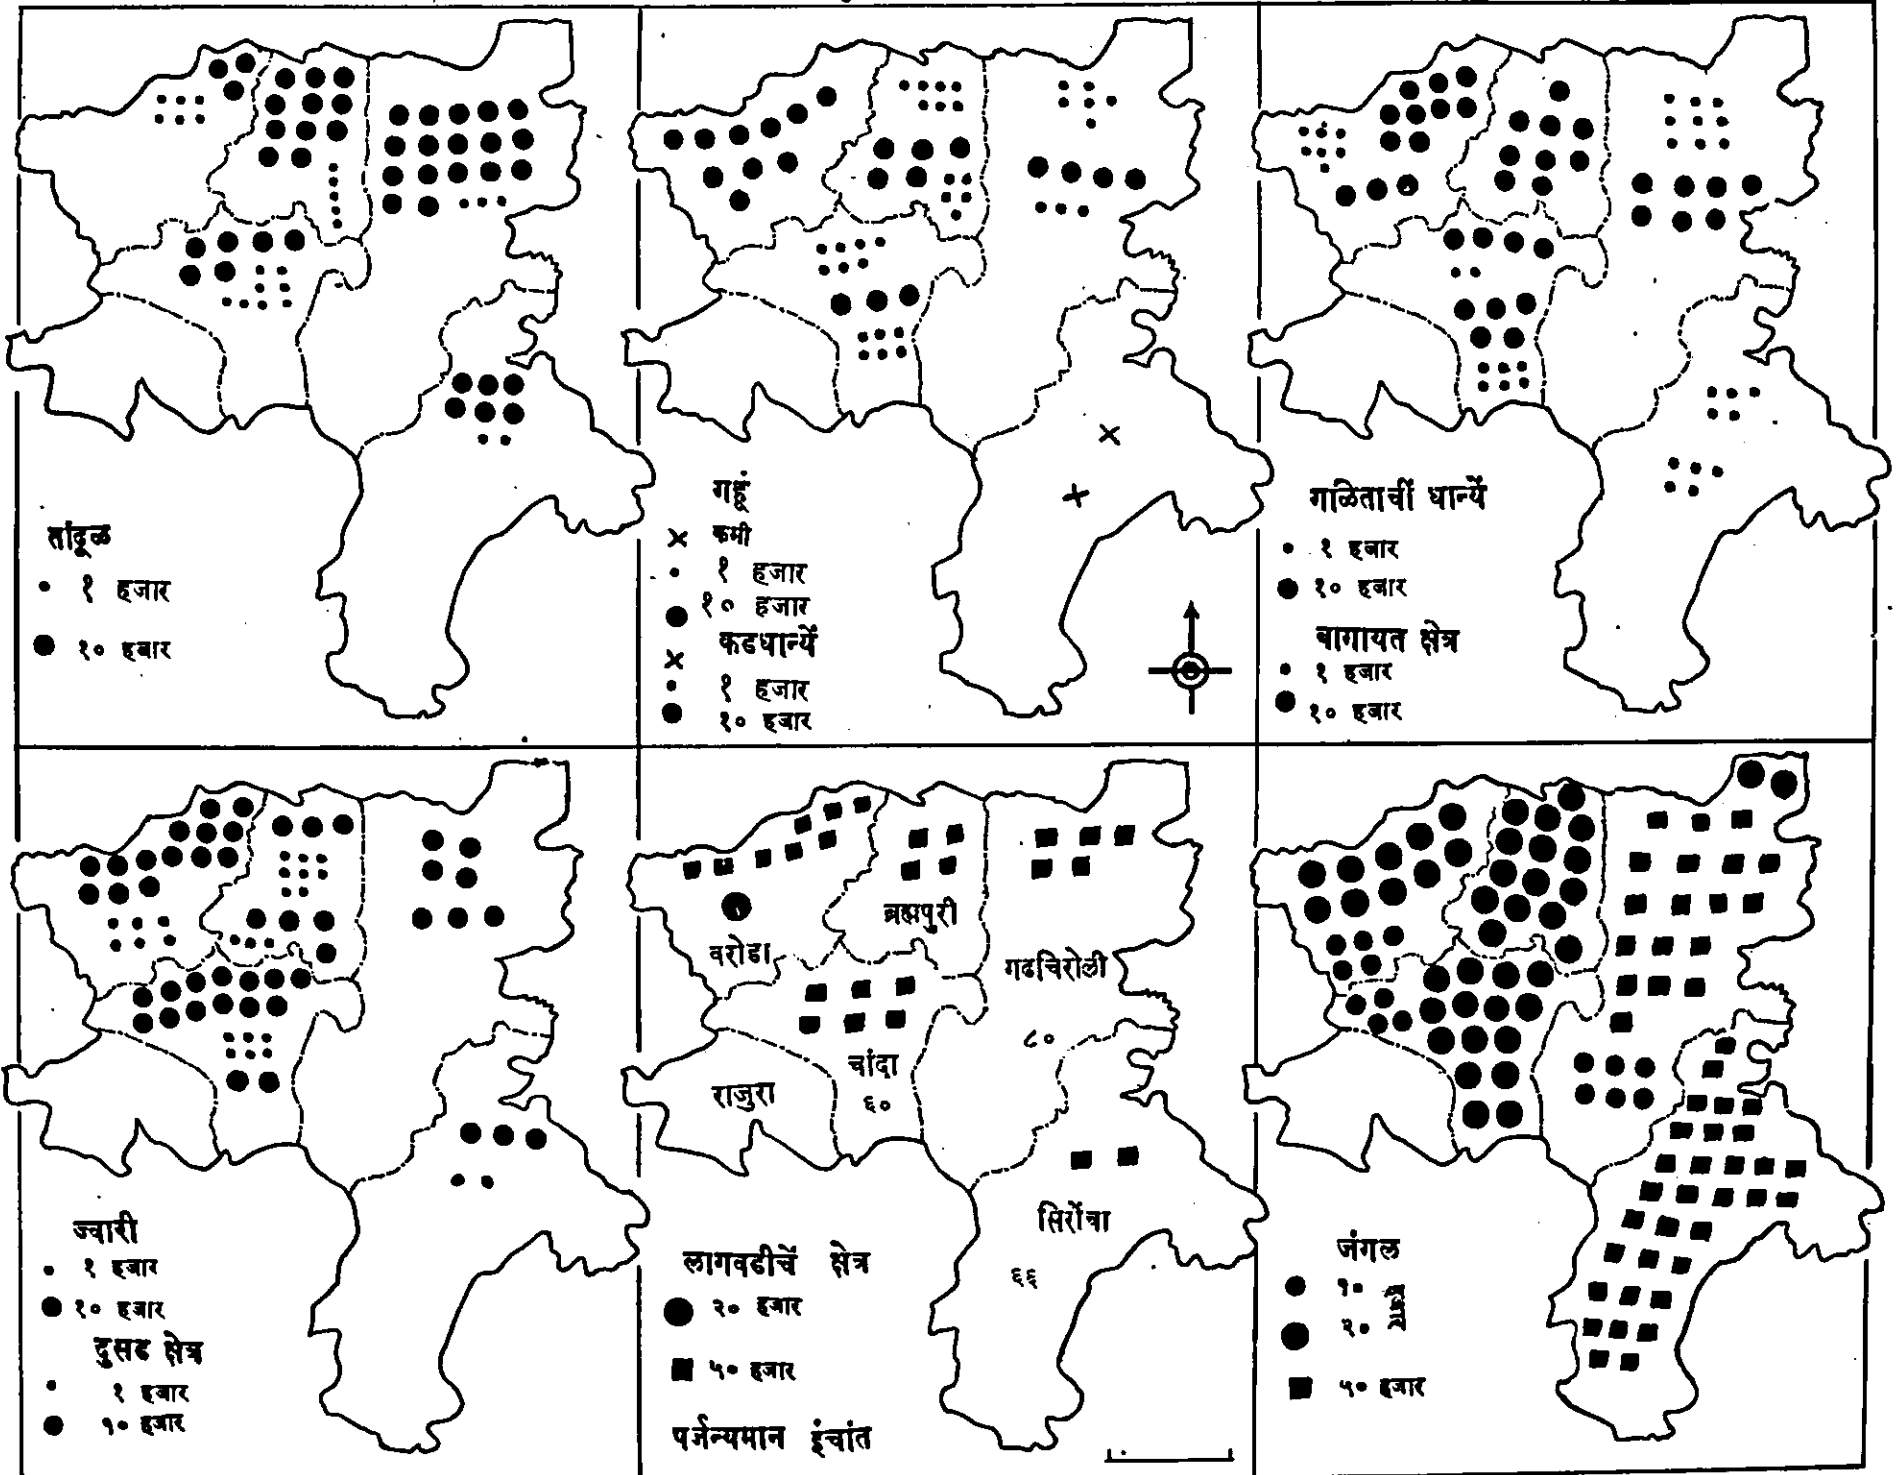 तांदूळ
१ हजार
१० हजार
गहूं
कमी
१ हजार
१० हजार
कडधान्यें
१ हजार
१० हजार
गळिताचीं धान्यें
१ हजार
१० हजार
बागायत क्षेत्र
१ हजार
१० हजार
ज्वारी
१ हजार
१० हजार
दुसड क्षेत्र
१ हजार
१० हजार
ब्रह्मपुरी
वरोडा
गढचिरोली
८०
चांदा
राजुरा
६०
सिरोंचा
६६
लागवडीचें क्षेत्र
२० हजार
५० हजार
पर्जन्यमान इंचांत
जंगल
१०
हजार
२०
५० हजार